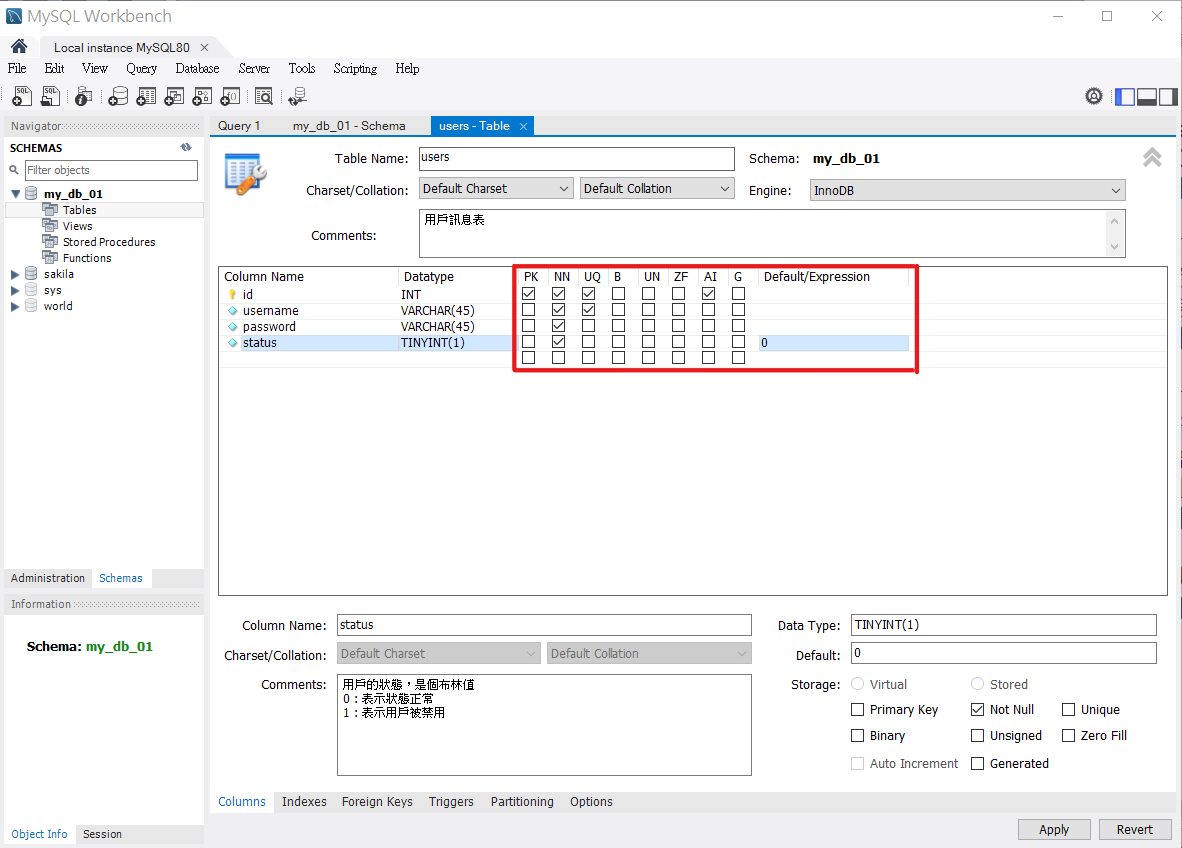 MySQL Workbench
Local instance MySQL80
File Edit View Query Database Server Tools Scripting Help
SQL SQL
Navigator
SCHEMAS
Filter objects
my_db_01
Tables
Views
Stored Procedures
Functions
sakila
sys
world
Administration Schemas
Information
Schema: my_db_01
Object Info Session
Query 1 my_db_01 - Schema users - Table
Table Name: users Schema: my_db_01
Charset/Collation: Default Charset Default Collation Engine: InnoDB
Comments: 用戶訊息表
Column Name Datatype PK NN UQ B UN ZF AI G Default/Expression
id INT
username VARCHAR(45)
password VARCHAR(45)
status TINYINT(1) 0
Column Name: status Data Type: TINYINT(1)
Charset/Collation: Default Charset Default Collation Default: 0
Comments: 用戶的狀態，是個布林值
0：表示狀態正常
1：表示用戶被禁用
Storage: Virtual Stored
Primary Key Not Null Unique
Binary Unsigned Zero Fill
Auto Increment Generated
Columns Indexes Foreign Keys Triggers Partitioning Options
Apply Revert